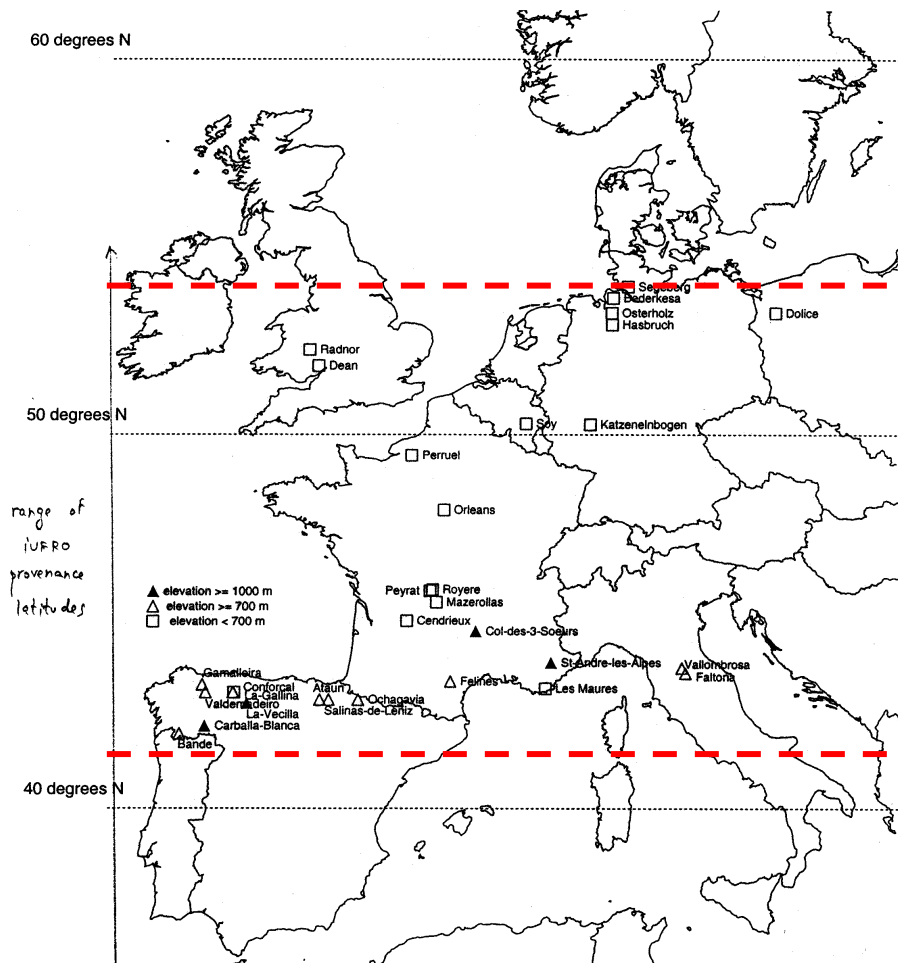 60 degrees N
Segeberg
Bederkesa
Osterholz
Dolice
Hasbruch
Radnor
Dean
50 degrees N
Soy
Katzenelnbogen
Perruel
Orleans
range of
iUFRO
provenance
latitudes
Peyrat
Royere
Mazerollas
elevation >= 1000 m
elevation >= 700 m
elevation < 700 m
Cendrieux
Col-des-3-Soeurs
St-Andre-les-Alpes
Vallombrosa
Faltona
Gamalleira
Conforcal
Ataun
Felines
Les Maures
La-Gallina
Ochagavia
Valdemadeiro
Salinas-de-Leniz
La-Vecilla
Carballa-Blanca
Bande
40 degrees N